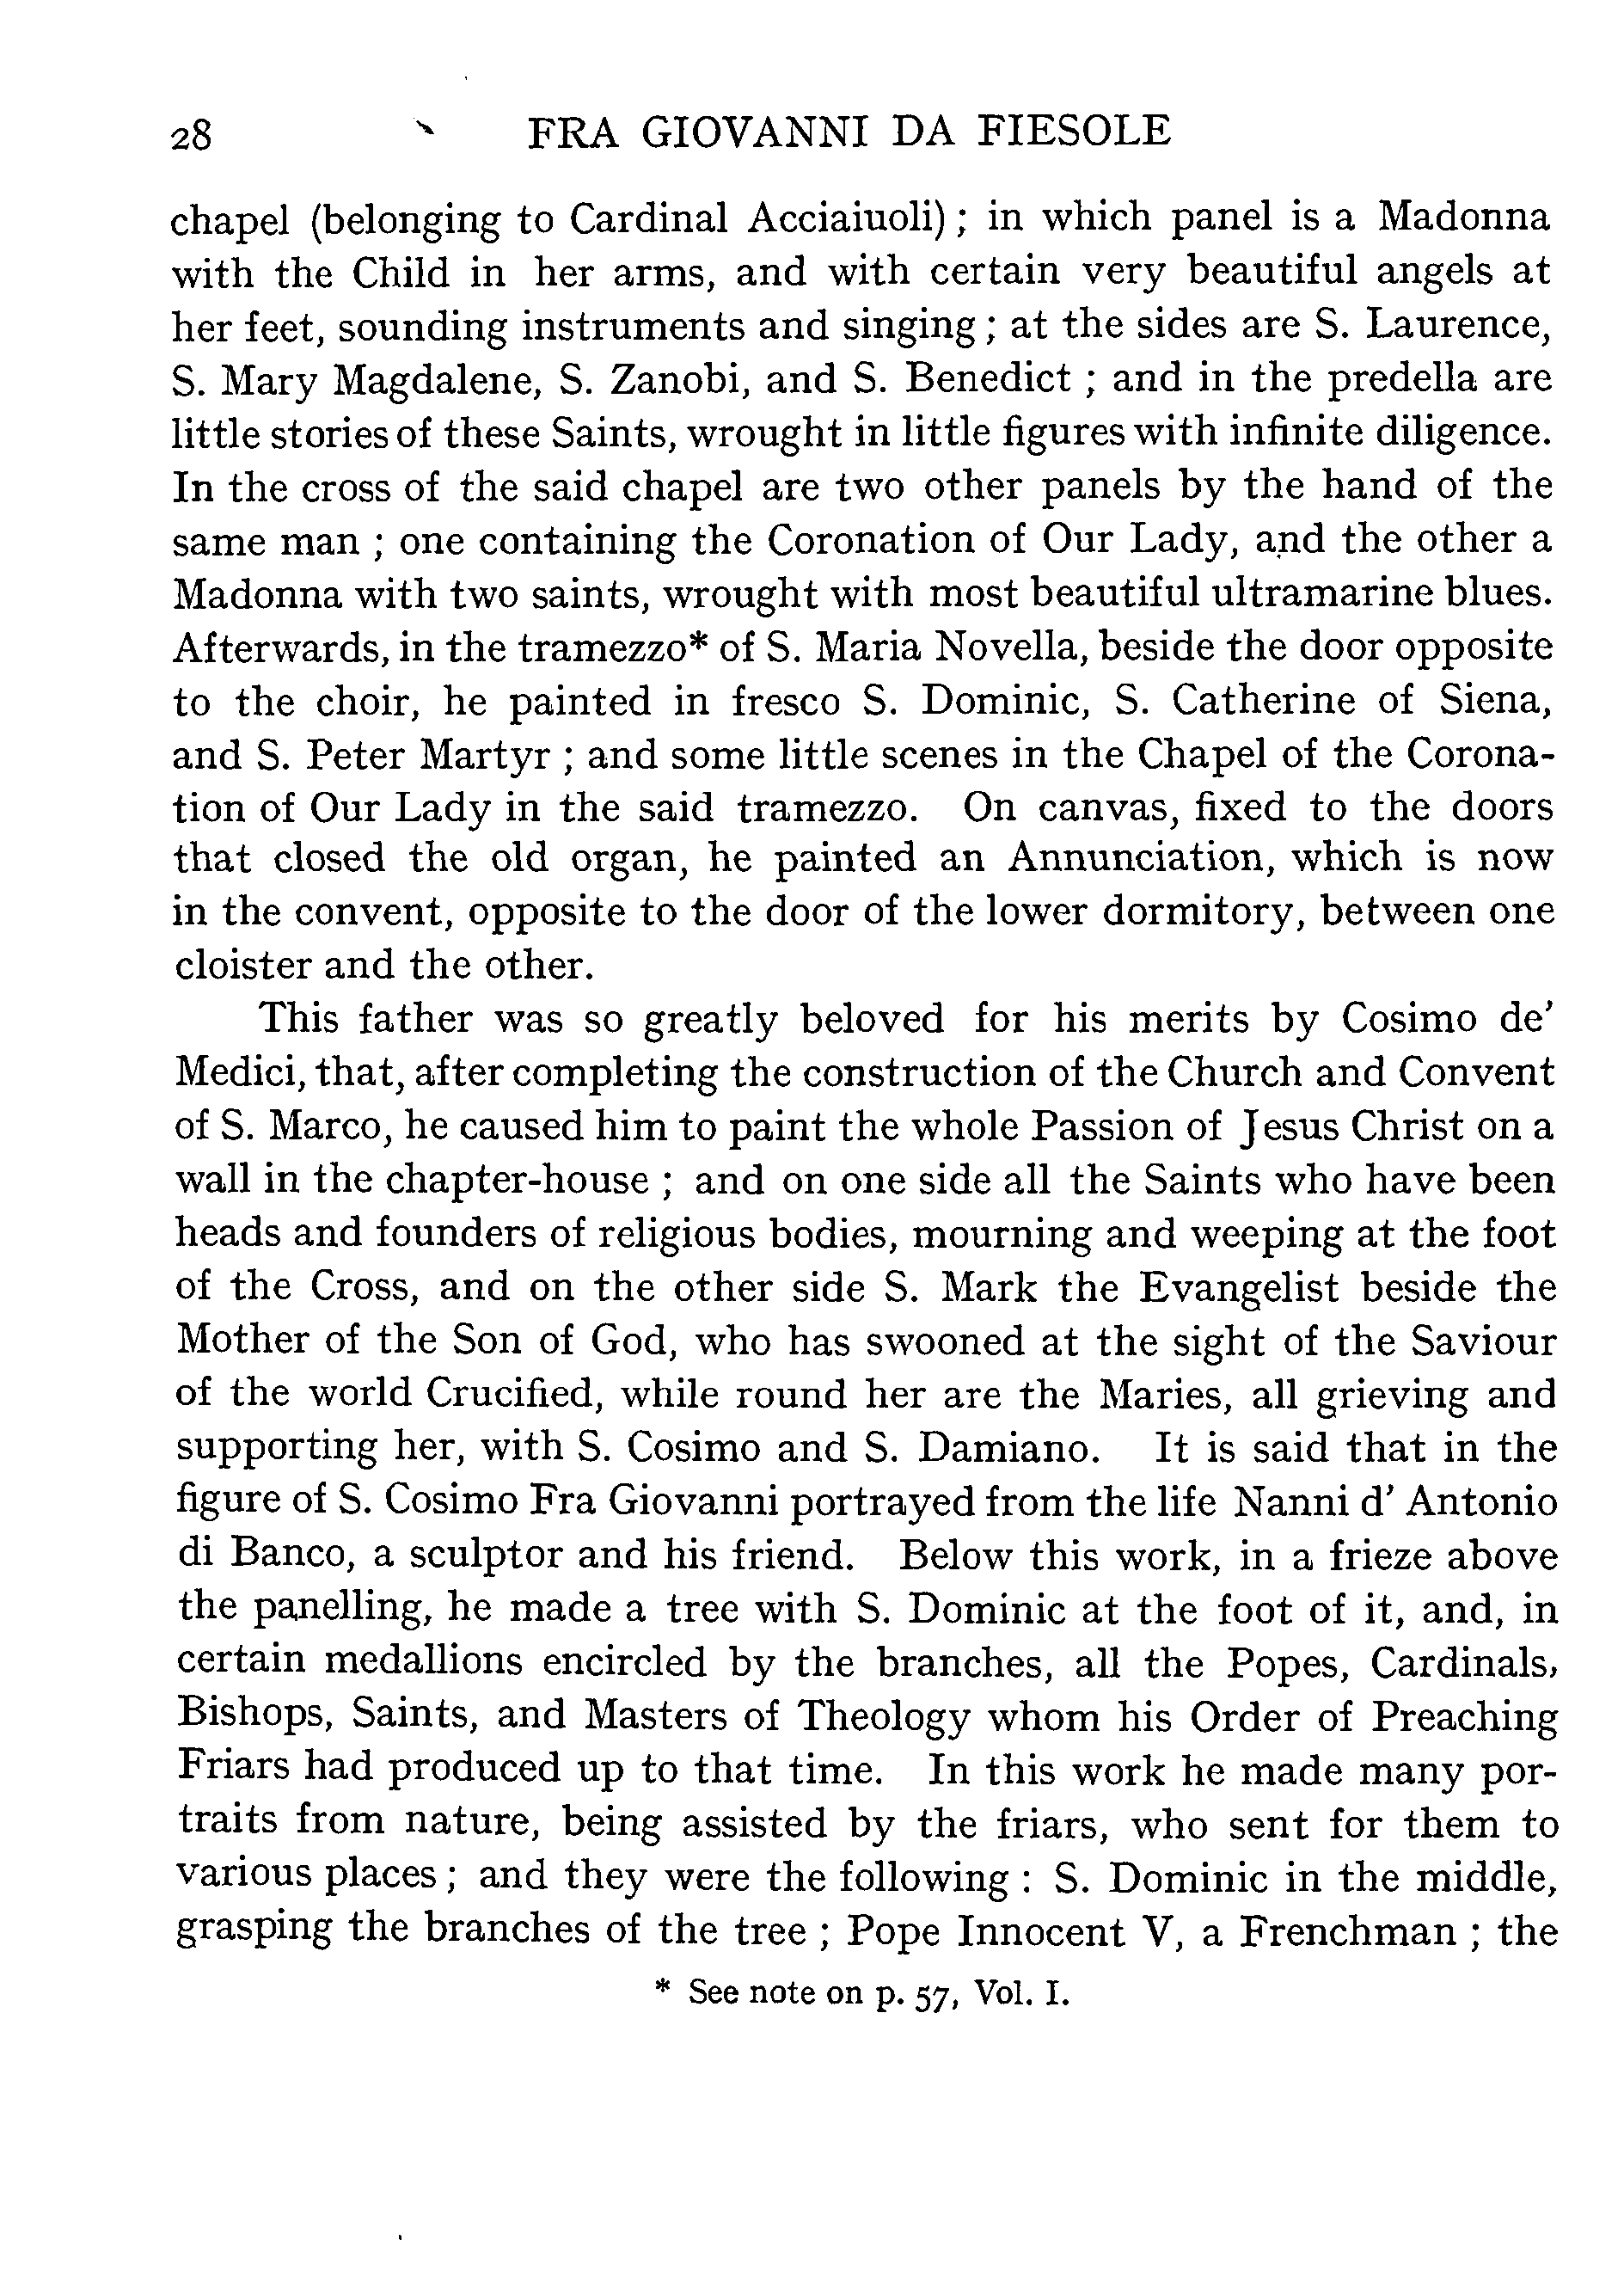 28 FRA GIOVANNI DA FIESOLE
chapel (belonging to Cardinal Acciaiuoli) ; in which panel is a Madonna
with the Child in her arms, and with certain very beautiful angels at
her feet, sounding instruments and singing ; at the sides are S. Laurence,
S. Mary Magdalene, S. Zanobi, and S. Benedict ; and in the predella are
little stories of these Saints, wrought in little figures with infinite diligence.
In the cross of the said chapel are two other panels by the hand of the
same man ; one containing the Coronation of Our Lady, and the other a
Madonna with two saints, wrought with most beautiful ultramarine blues.
Afterwards, in the tramezzo* of S. Maria Novella, beside the door opposite
to the choir, he painted in fresco S. Dominic, S. Catherine of Siena,
and S. Peter Martyr ; and some little scenes in the Chapel of the Corona-
tion of Our Lady in the said tramezzo. On canvas, fixed to the doors
that closed the old organ, he painted an Annunciation, which is now
in the convent, opposite to the door of the lower dormitory, between one
cloister and the other.
This father was so greatly beloved for his merits by Cosimo de'
Medici, that, after completing the construction of the Church and Convent
of S. Marco, he caused him to paint the whole Passion of Jesus Christ on a
wall in the chapter-house ; and on one side all the Saints who have been
heads and founders of religious bodies, mourning and weeping at the foot
of the Cross, and on the other side S. Mark the Evangelist beside the
Mother of the Son of God, who has swooned at the sight of the Saviour
of the world Crucified, while round her are the Maries, all grieving and
supporting her, with S. Cosimo and S. Damiano. It is said that in the
figure of S. Cosimo Fra Giovanni portrayed from the life Nanni d' Antonio
di Banco, a sculptor and his friend. Below this work, in a frieze above
the panelling, he made a tree with S. Dominic at the foot of it, and, in
certain medallions encircled by the branches, all the Popes, Cardinals,
Bishops, Saints, and Masters of Theology whom his Order of Preaching
Friars had produced up to that time. In this work he made many por-
traits from nature, being assisted by the friars, who sent for them to
various places ; and they were the following : S. Dominic in the middle,
grasping the branches of the tree ; Pope Innocent V, a Frenchman ; the
* See note on p. 57, Vol. I.